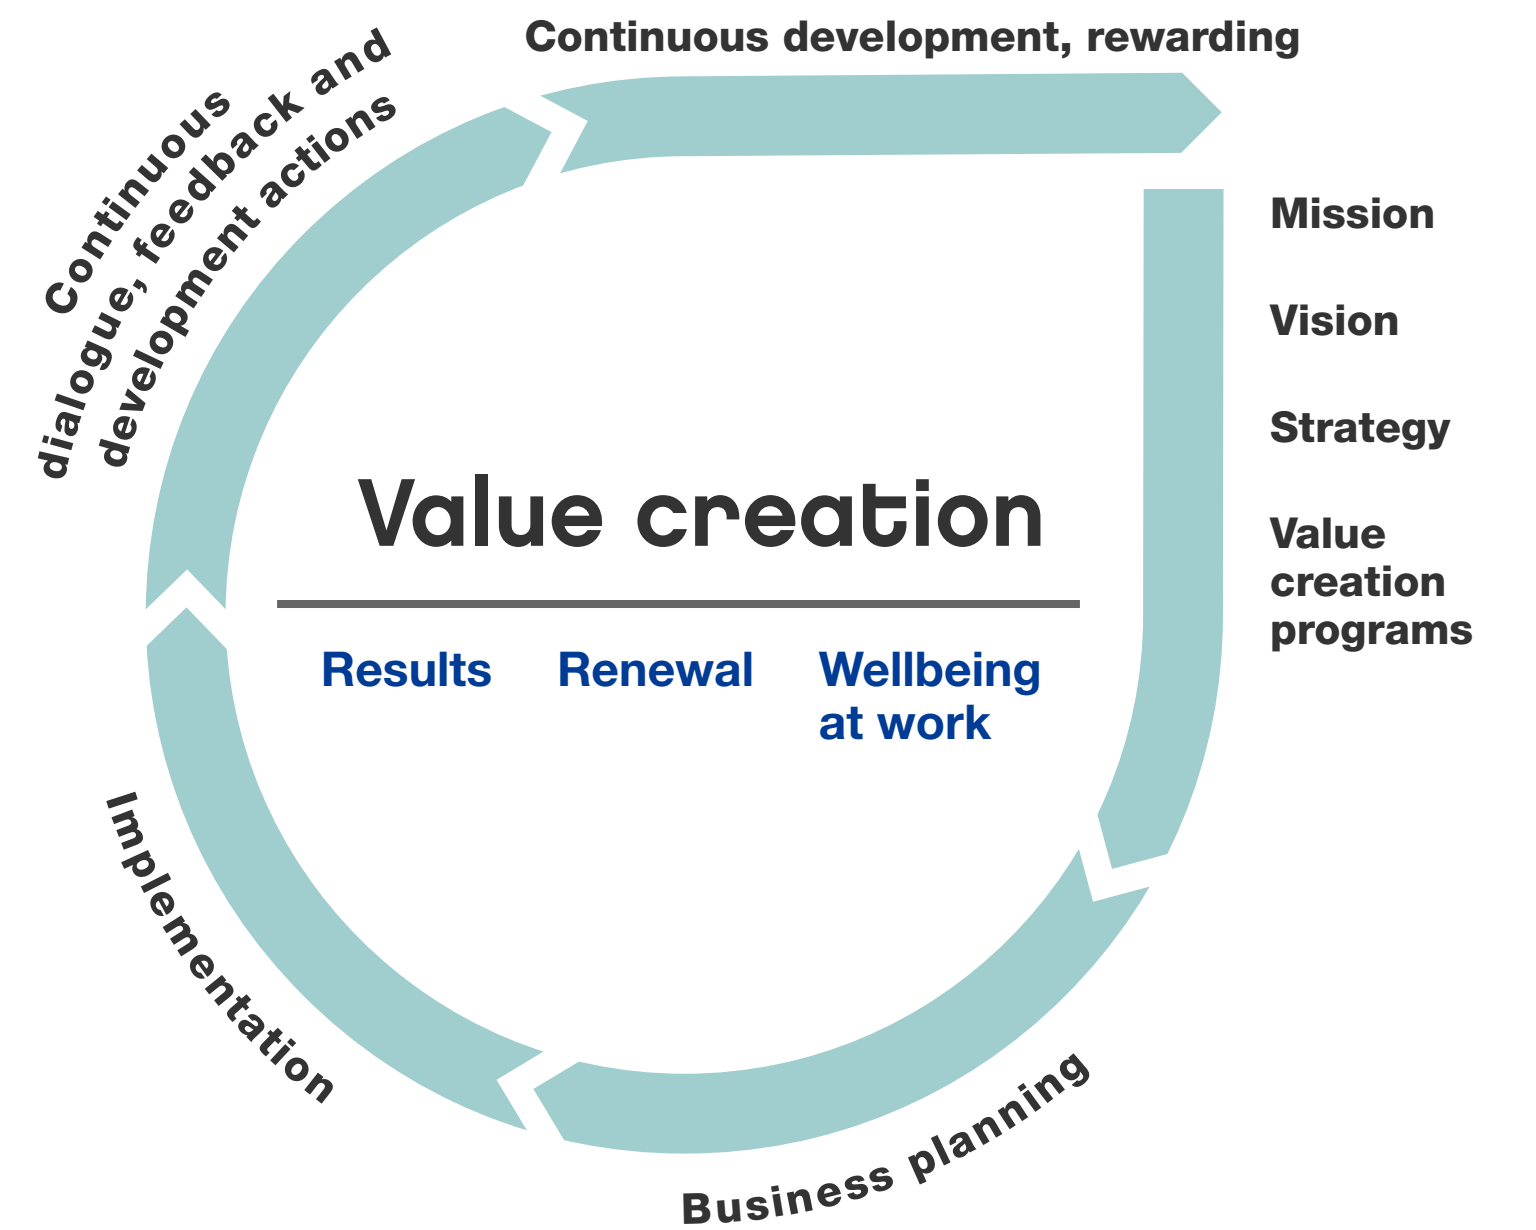 Continuous development, rewarding
Mission
Vision
Strategy
Value
creation
programs
Business planning
Implementation
Continuous
dialogue, feedback and
development actions
Value creation
Results
Renewal
Wellbeing
at work